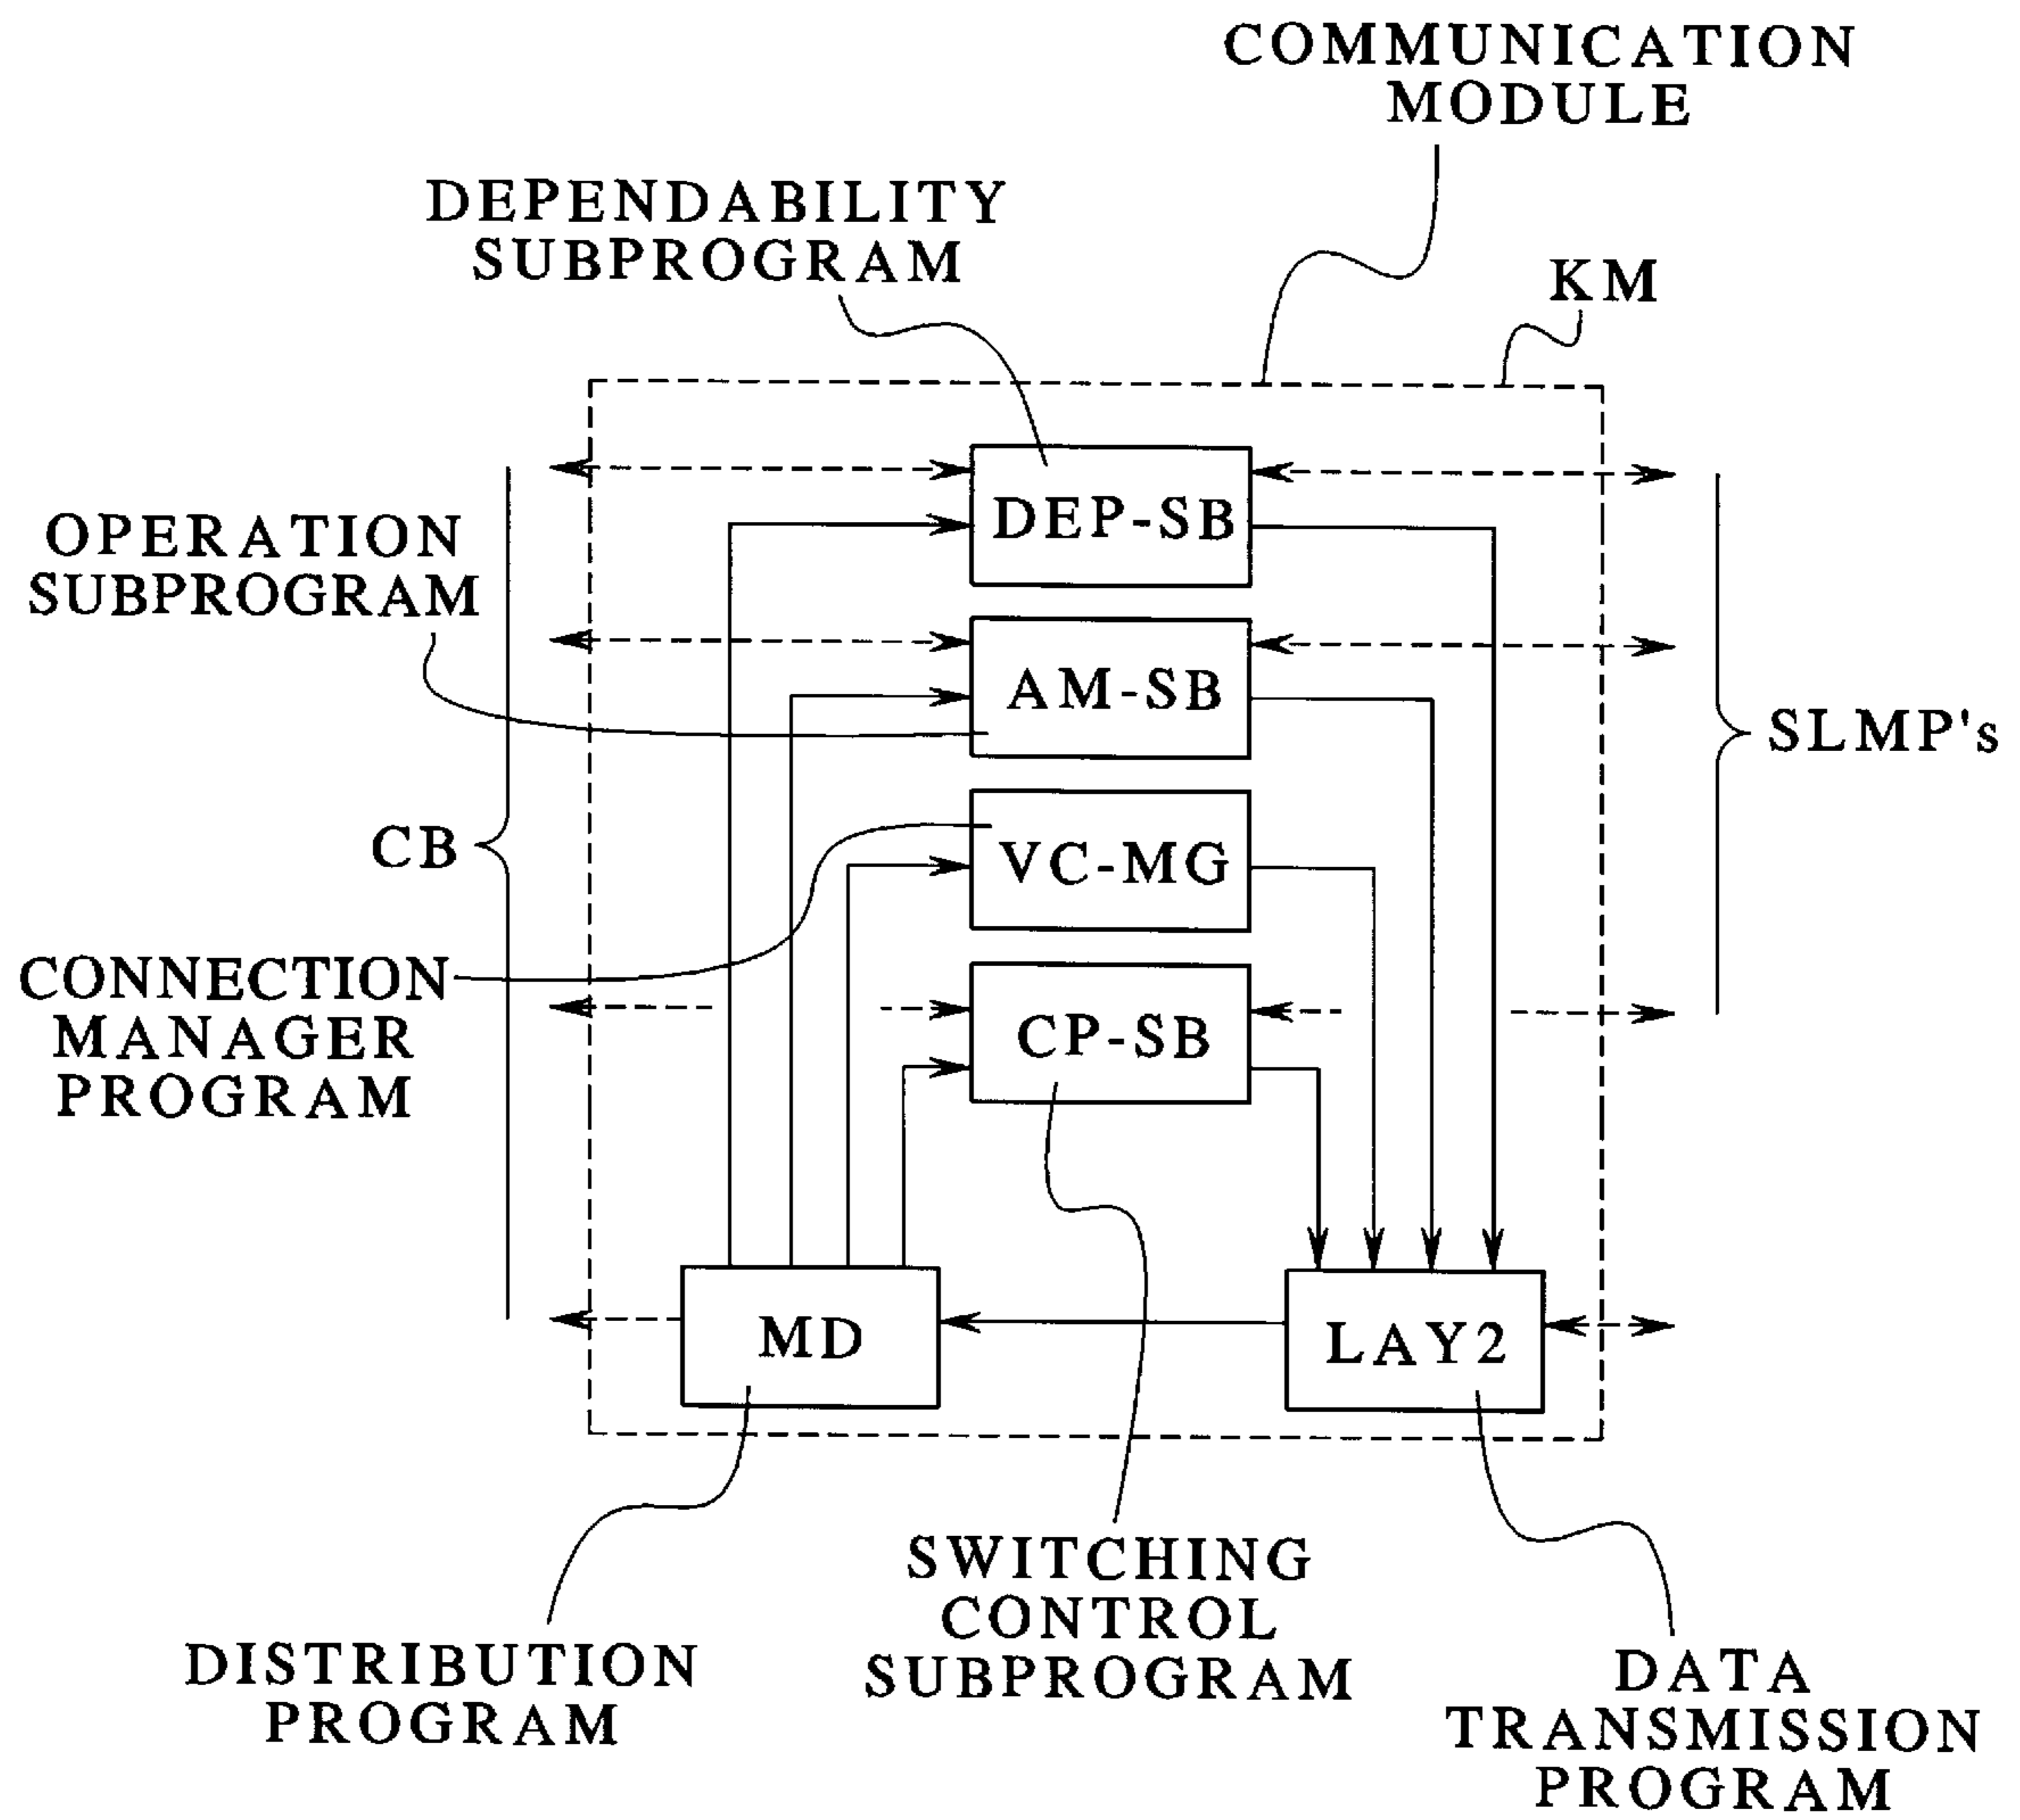 COMMUNICATION
MODULE
DEPENDABILITY
SUBPROGRAM
KM
OPERATION
SUBPROGRAM
DEP-SB
AM-SB
SLMP's
CB
VC-MG
CONNECTION
MANAGER
PROGRAM
CP-SB
MD
LAY2
SWITCHING
CONTROL
SUBPROGRAM
DISTRIBUTION
PROGRAM
DATA
TRANSMISSION
PROGRAM